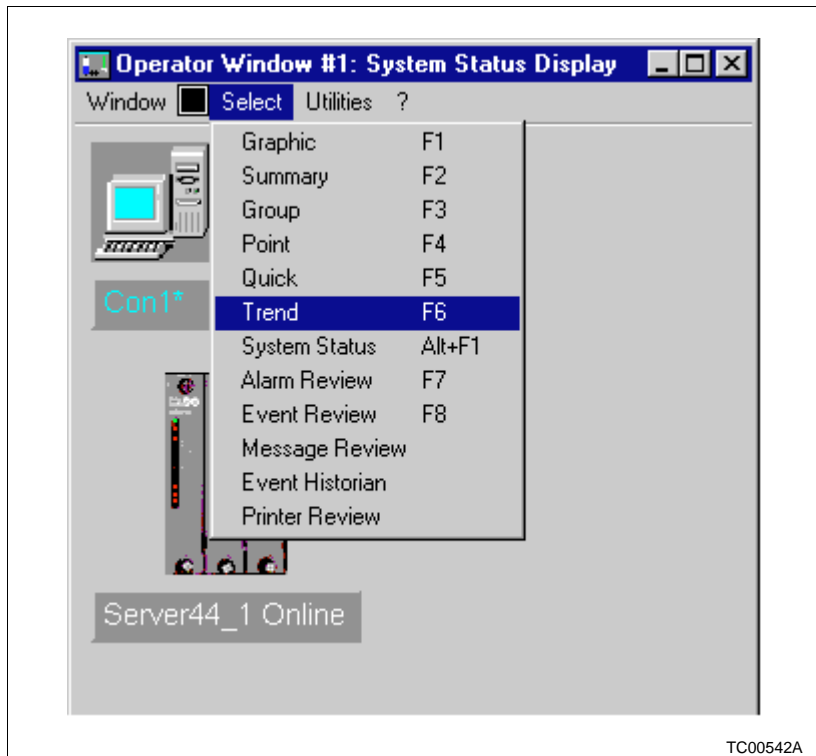 Operator Window #1: System Status Display
Window Select Utilities ?
Graphic F1
Summary F2
Group F3
Point F4
Quick F5
Trend F6
System Status Alt+F1
Alarm Review F7
Event Review F8
Message Review
Event Historian
Printer Review
Con1*
Server44_1 Online
TC00542A